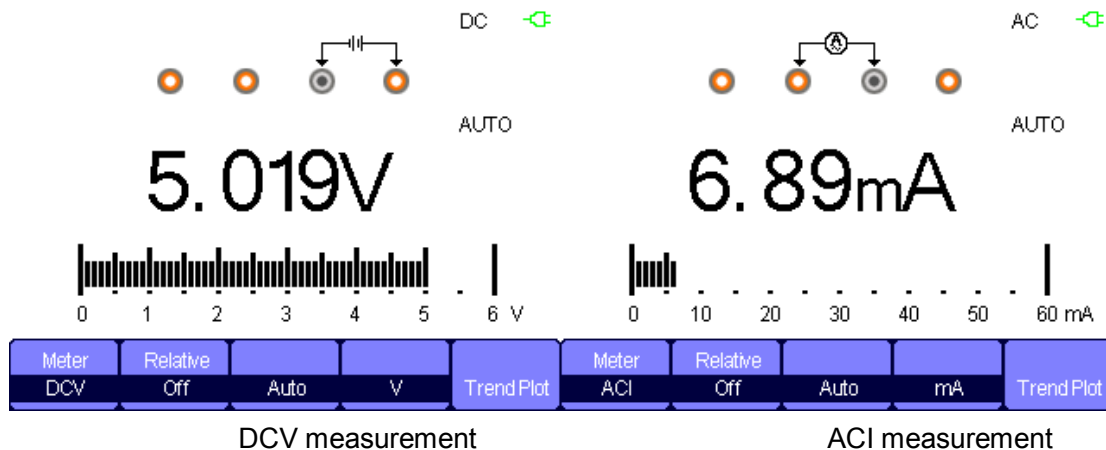 DC
AUTO
5.019V
0 1 2 3 4 5 6 V
Meter Relative
DCV Off Auto V Trend Plot
DCV measurement
AC
AUTO
6.89mA
0 10 20 30 40 50 60 mA
Meter Relative
ACI Off Auto mA Trend Plot
ACI measurement